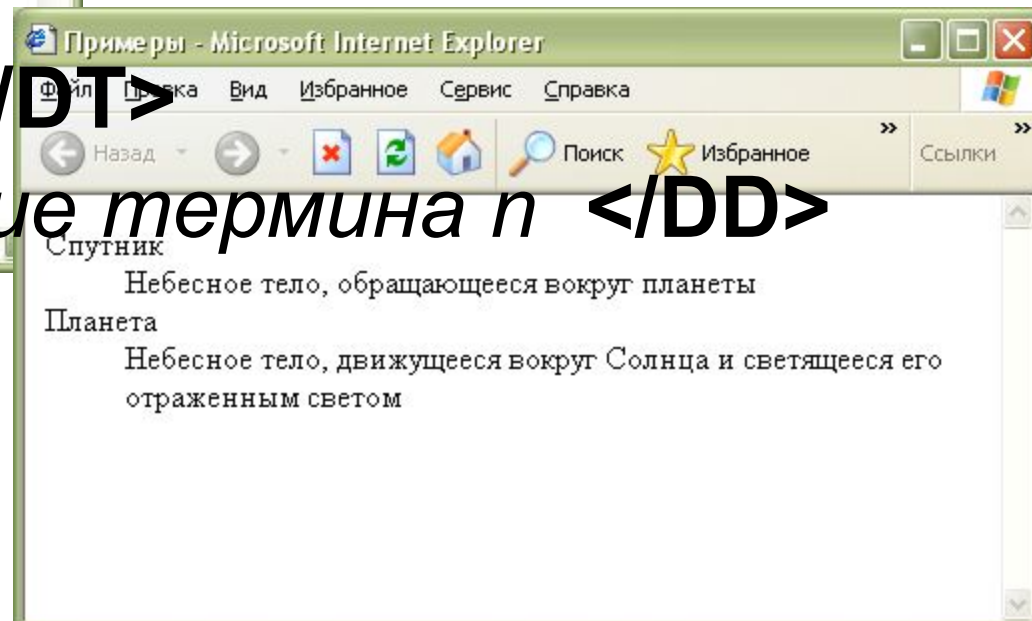 Примеры - Microsoft Internet Explorer
/DT>
Файл Правка Вид Избранное Сервис Справка
Назад Поиск Избранное » Ссылки »
термина n </DD>
Спутник
Небесное тело, обращающееся вокруг планеты
Планета
Небесное тело, движущееся вокруг Солнца и светящееся его
отраженным светом